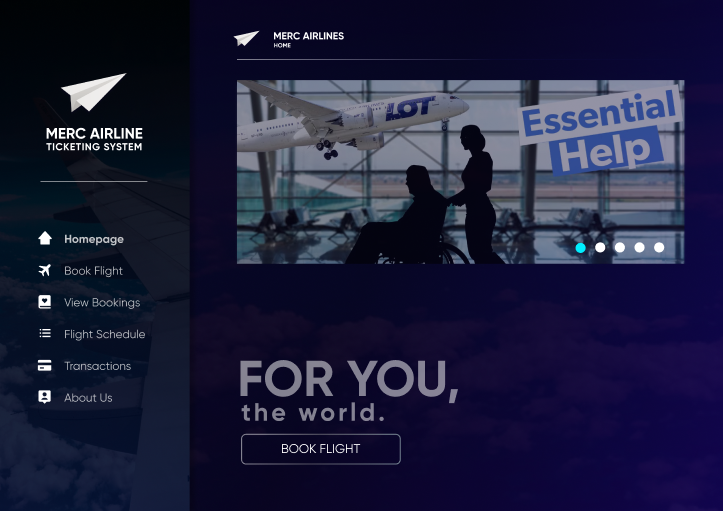 MERC AIRLINE
TICKETING SYSTEM
Homepage
Book Flight
View Bookings
Flight Schedule
Transactions
About Us
MERC AIRLINES
HOME
LOT
Essential
Help
FOR YOU,
the world.
BOOK FLIGHT